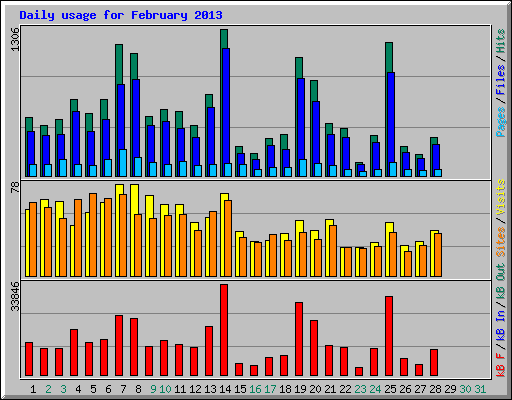 Daily usage for February 2013
1306
78
33846
Pages / Files / Hits
Sites / Visits
kB F / kB In / kB Out
1 2 3 4 5 6 7 8 9 10 11 12 13 14 15 16 17 18 19 20 21 22 23 24 25 26 27 28 29 30 31